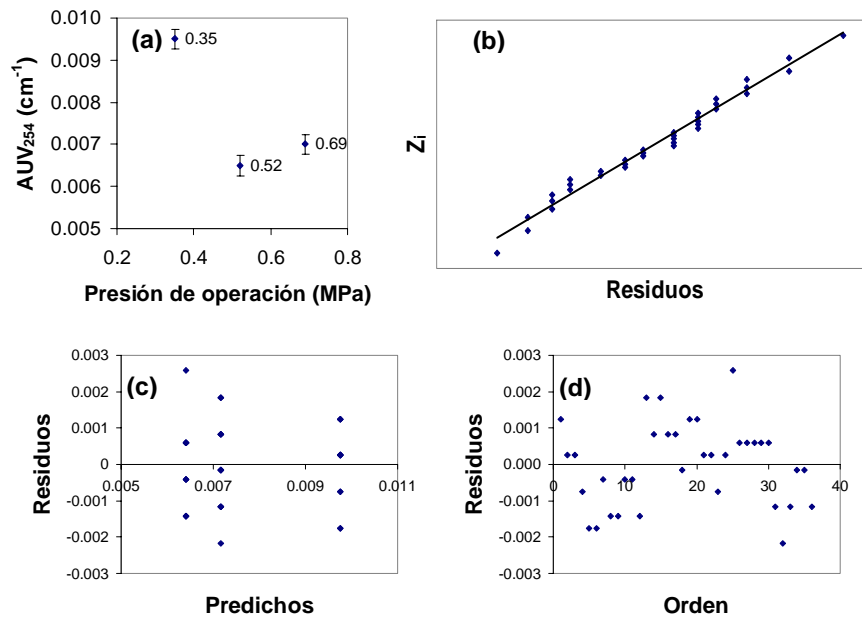 (a)
AUV254 (cm-1)
0.010
0.009
0.008
0.007
0.006
0.005
0.35
0.52
0.69
0.2 0.4 0.6 0.8
Presión de operación (MPa)
(b)
Zi
Residuos
(c)
Residuos
0.003
0.002
0.001
0
-0.001
-0.002
-0.003
0.005 0.007 0.009 0.011
Predichos
(d)
Residuos
0.003
0.002
0.001
0.000
-0.001
-0.002
-0.003
0 10 20 30 40
Orden